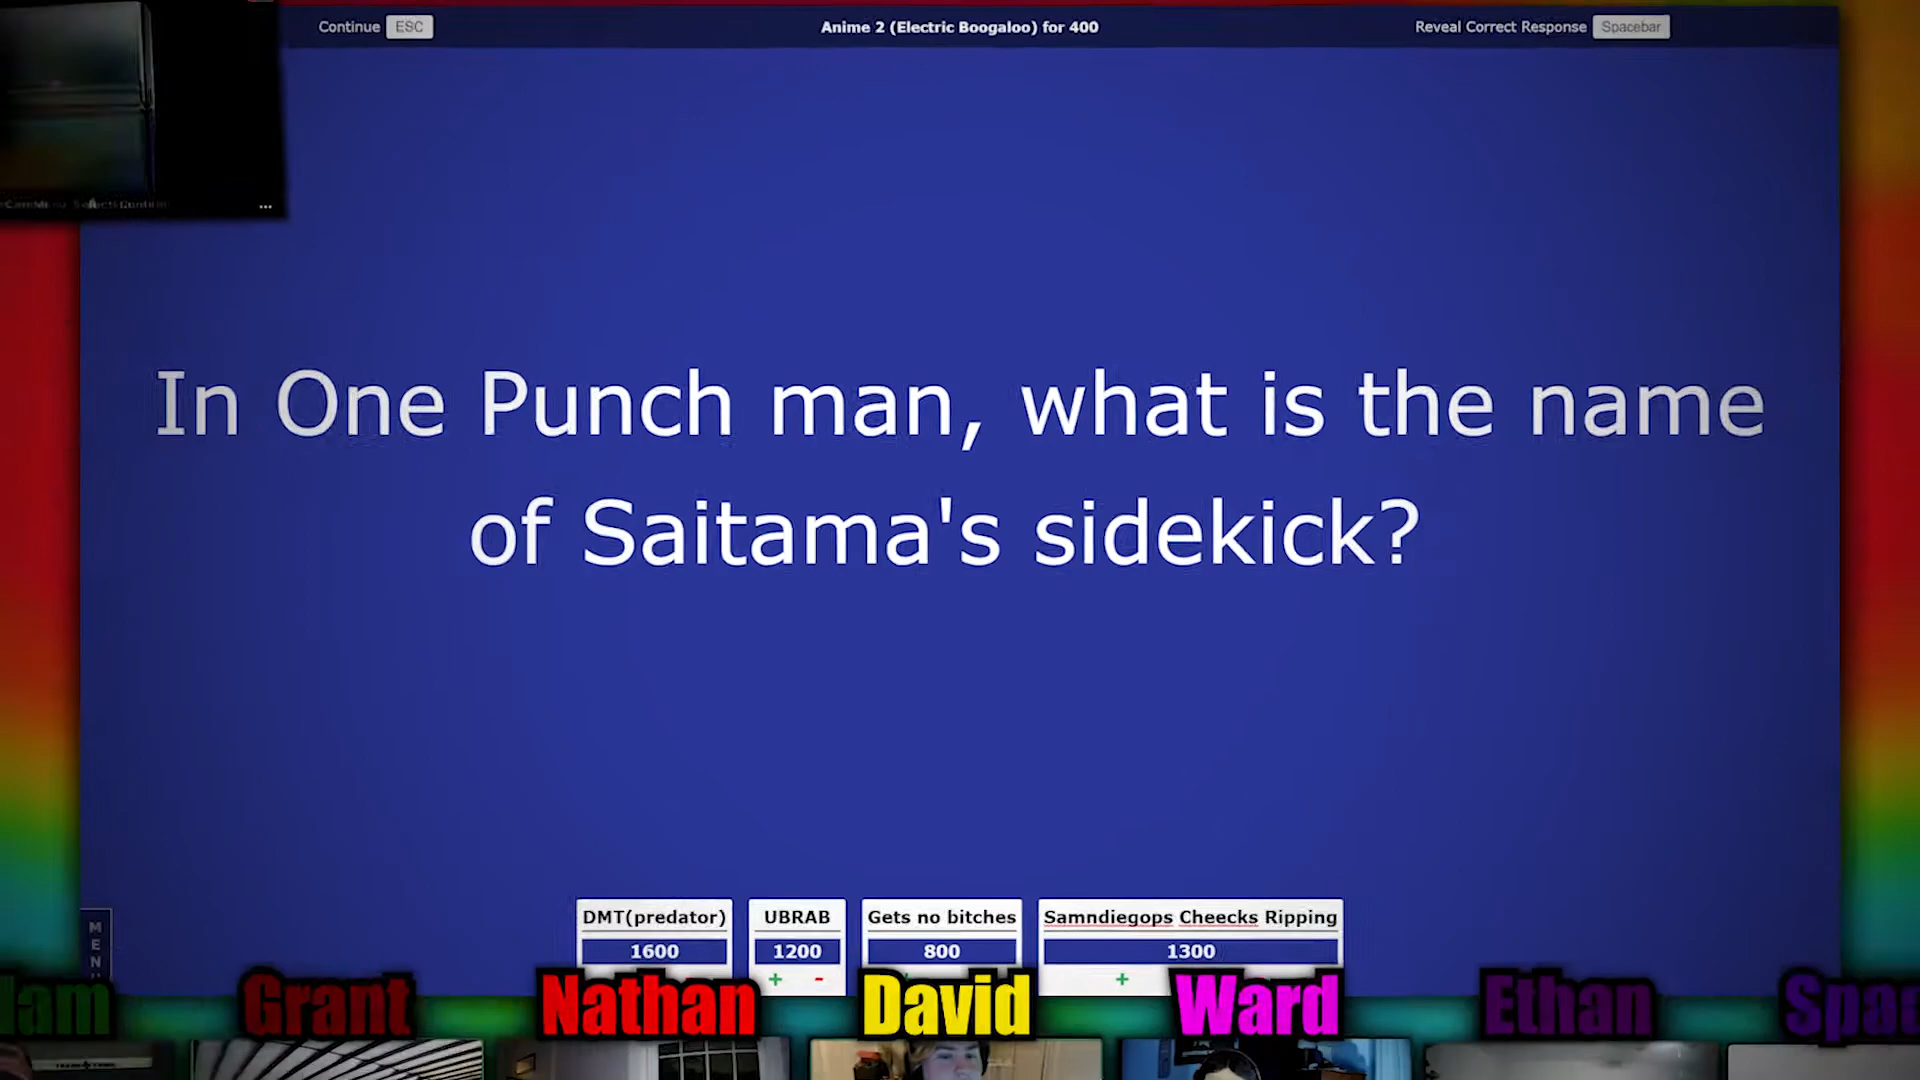 Continue ESC
Anime 2 (Electric Boogaloo) for 400
Reveal Correct Response Spacebar
...
In One Punch man, what is the name
of Saitama's sidekick?
MEN
DMT(predator)
1600
UBRAB
1200
+ -
Gets no bitches
800
Samndiegops Cheecks Ripping
1300
+
Grant
Nathan
David
Ward
Ethan